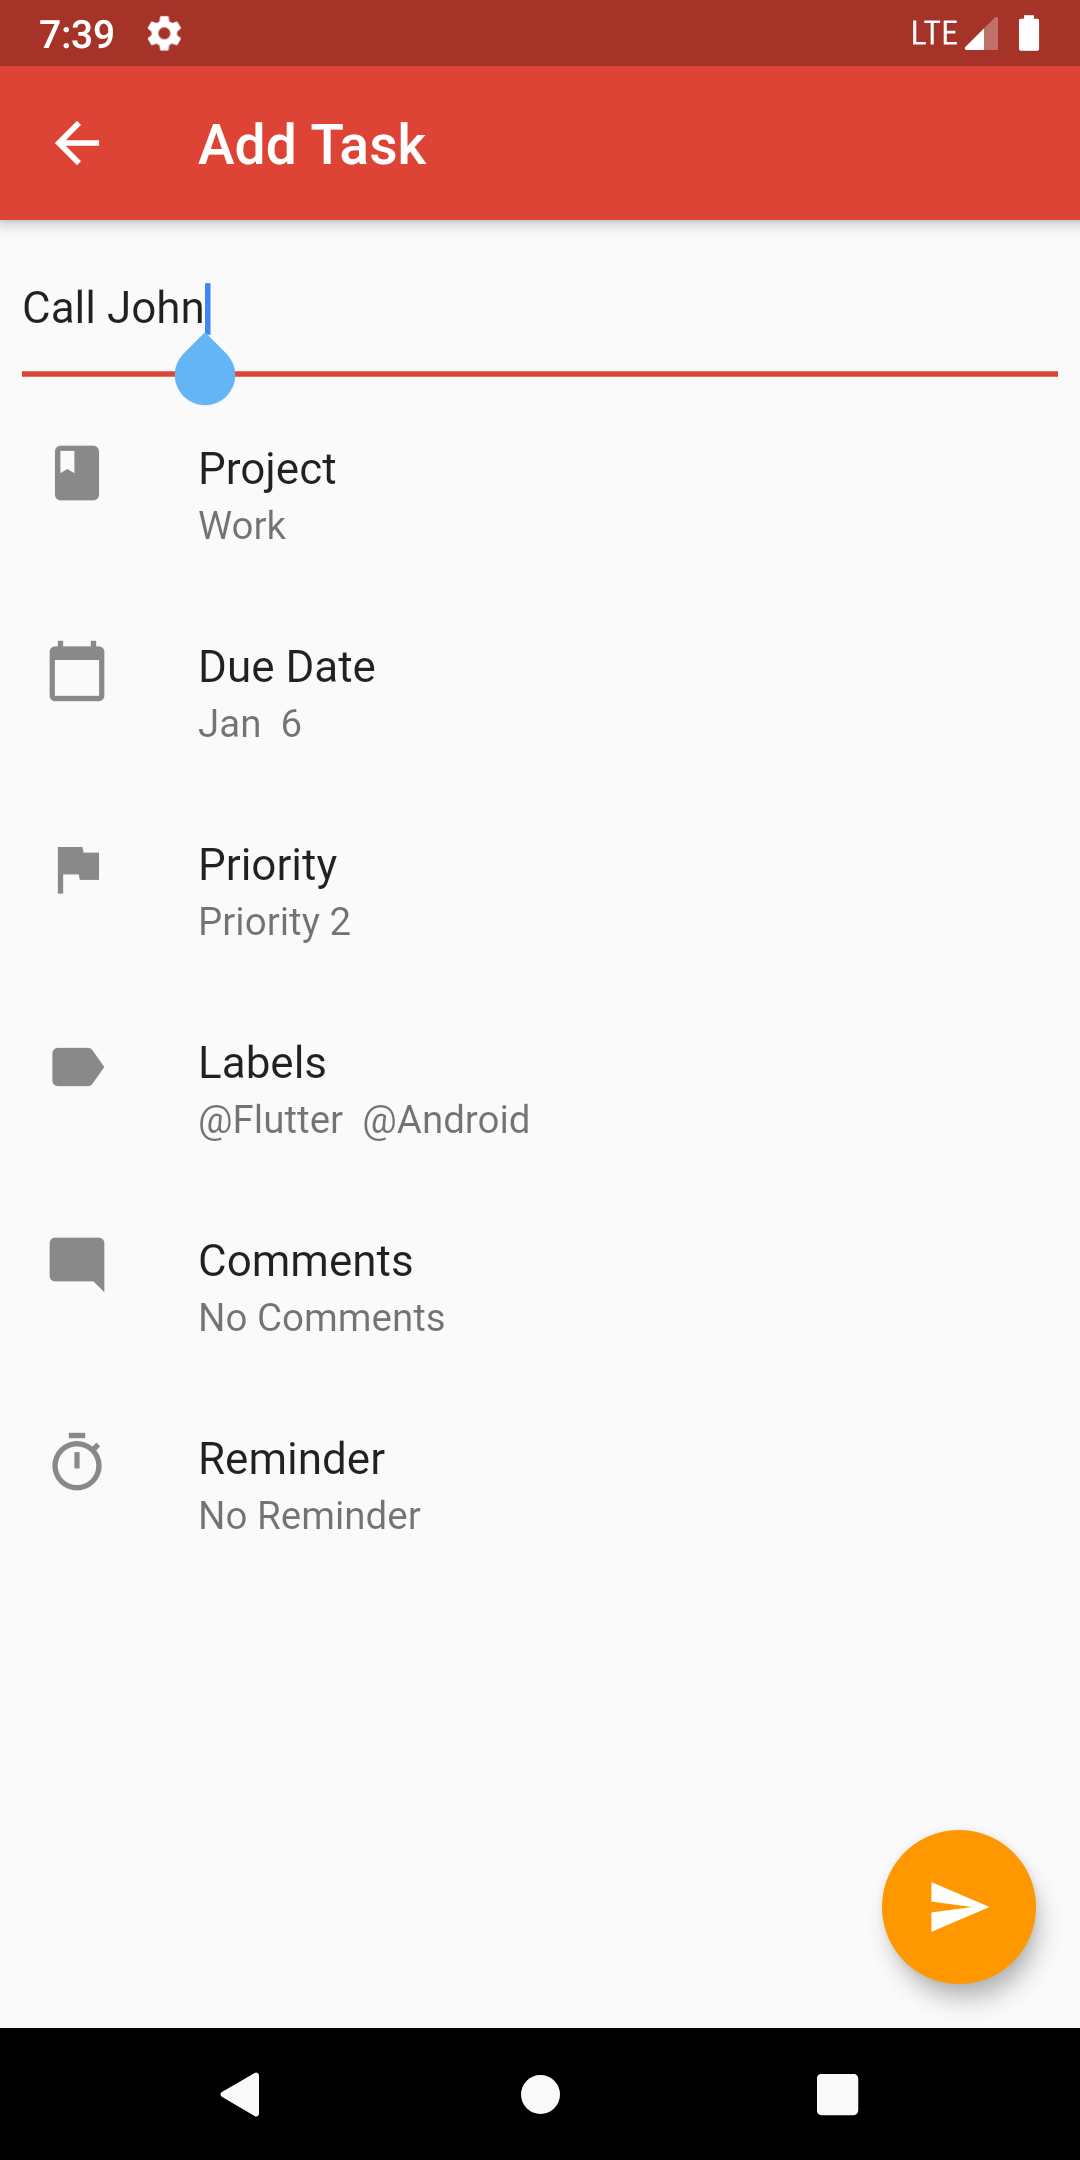 7:39 LTE
Add Task
Call John
Project
Work
Due Date
Jan  6
Priority
Priority 2
Labels
@Flutter  @Android
Comments
No Comments
Reminder
No Reminder